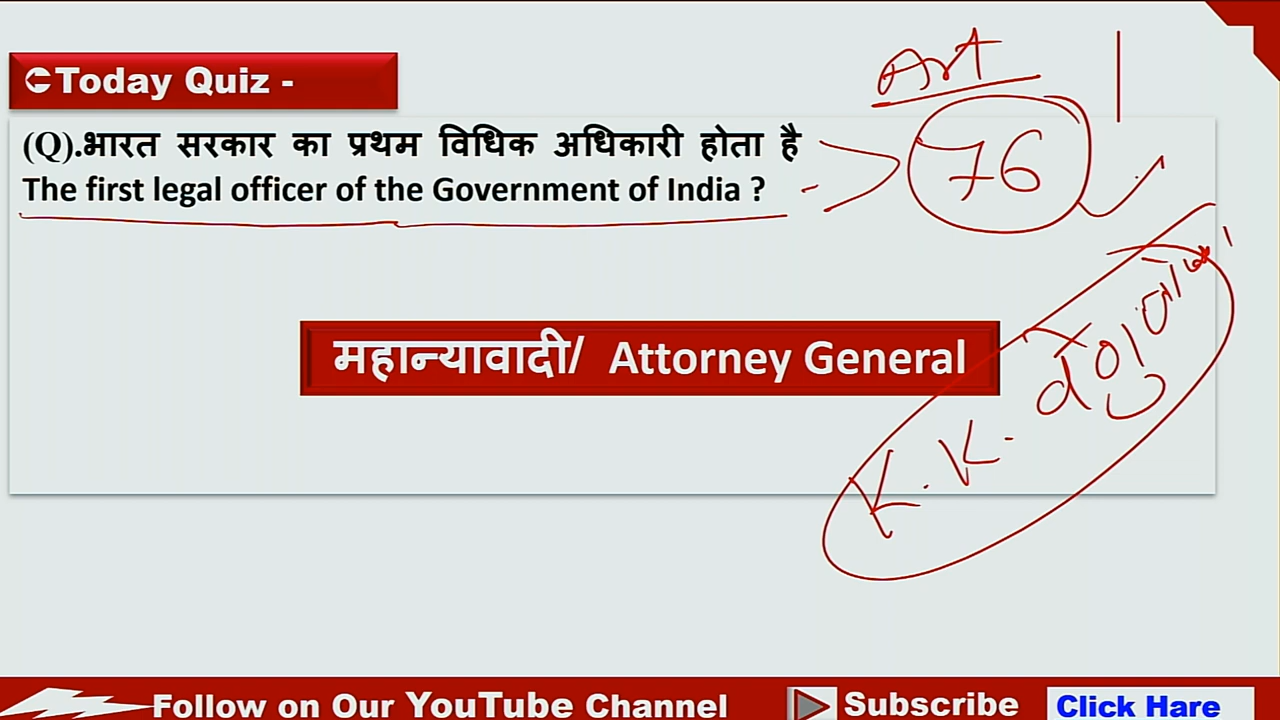 Today Quiz -
Art
(Q).भारत सरकार का प्रथम विधिक अधिकारी होता है
76
The first legal officer of the Government of India ?
महान्यावादी/ Attorney General
K. K.
Follow on Our YouTube Channel
Subscribe
Click Hare